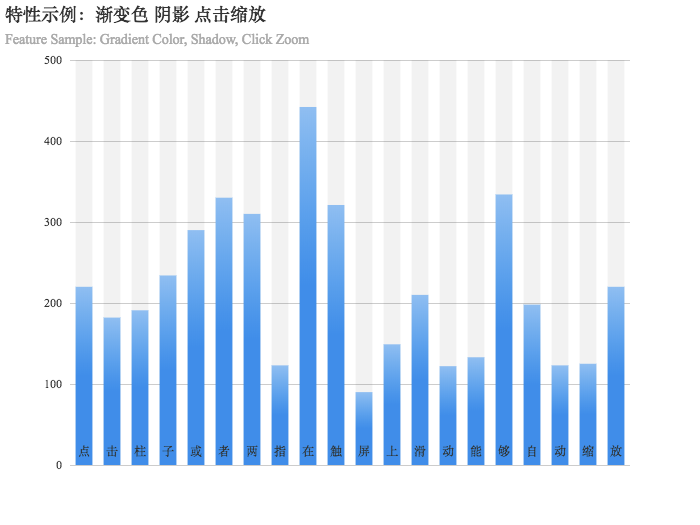 特性示例：渐变色 阴影 点击缩放
Feature Sample: Gradient Color, Shadow, Click Zoom
500
400
300
200
100
0
点 击 柱 子 或 者 两 指 在 触 屏 上 滑 动 能 够 自 动 缩 放